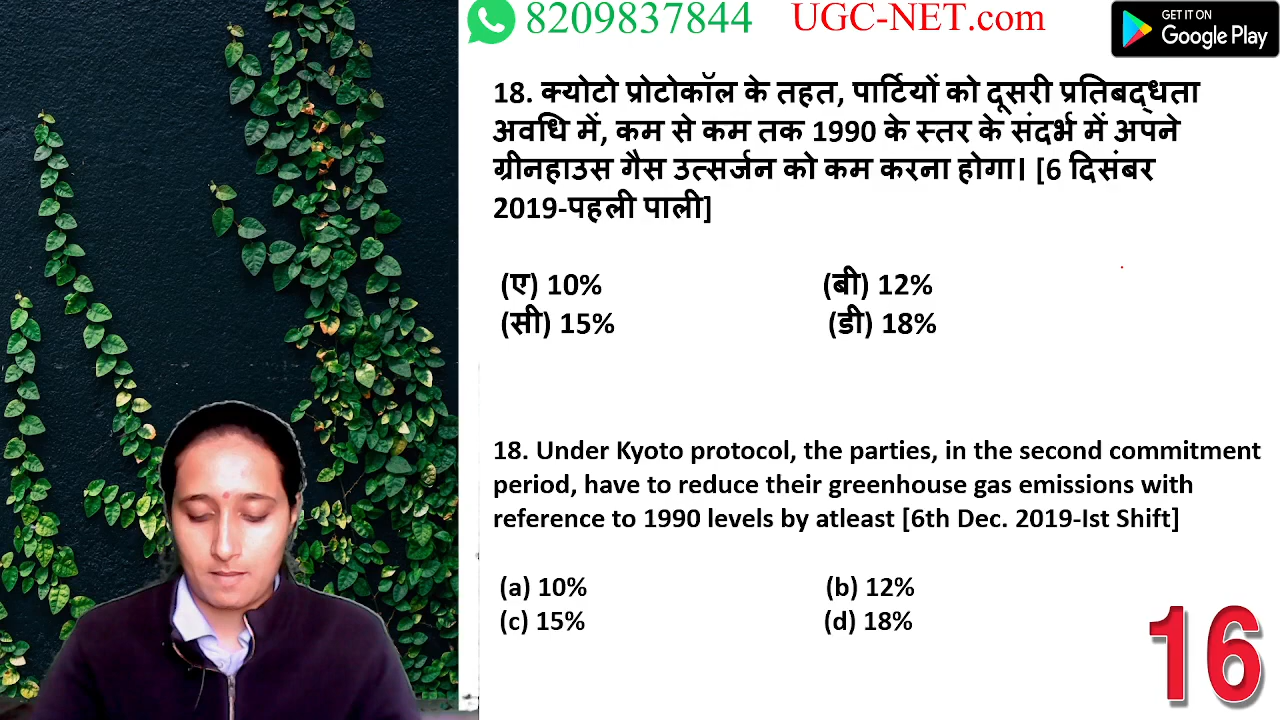 8209837844 UGC-NET.com
GET IT ON
Google Play
18. क्योटो प्रोटोकॉल के तहत, पार्टियों को दूसरी प्रतिबद्धता
अवधि में, कम से कम तक 1990 के स्तर के संदर्भ में अपने
ग्रीनहाउस गैस उत्सर्जन को कम करना होगा। [6 दिसंबर
2019-पहली पाली]
(ए) 10% (बी) 12%
(सी) 15% (डी) 18%
18. Under Kyoto protocol, the parties, in the second commitment
period, have to reduce their greenhouse gas emissions with
reference to 1990 levels by atleast [6th Dec. 2019-Ist Shift]
(a) 10% (b) 12%
(c) 15% (d) 18%
16